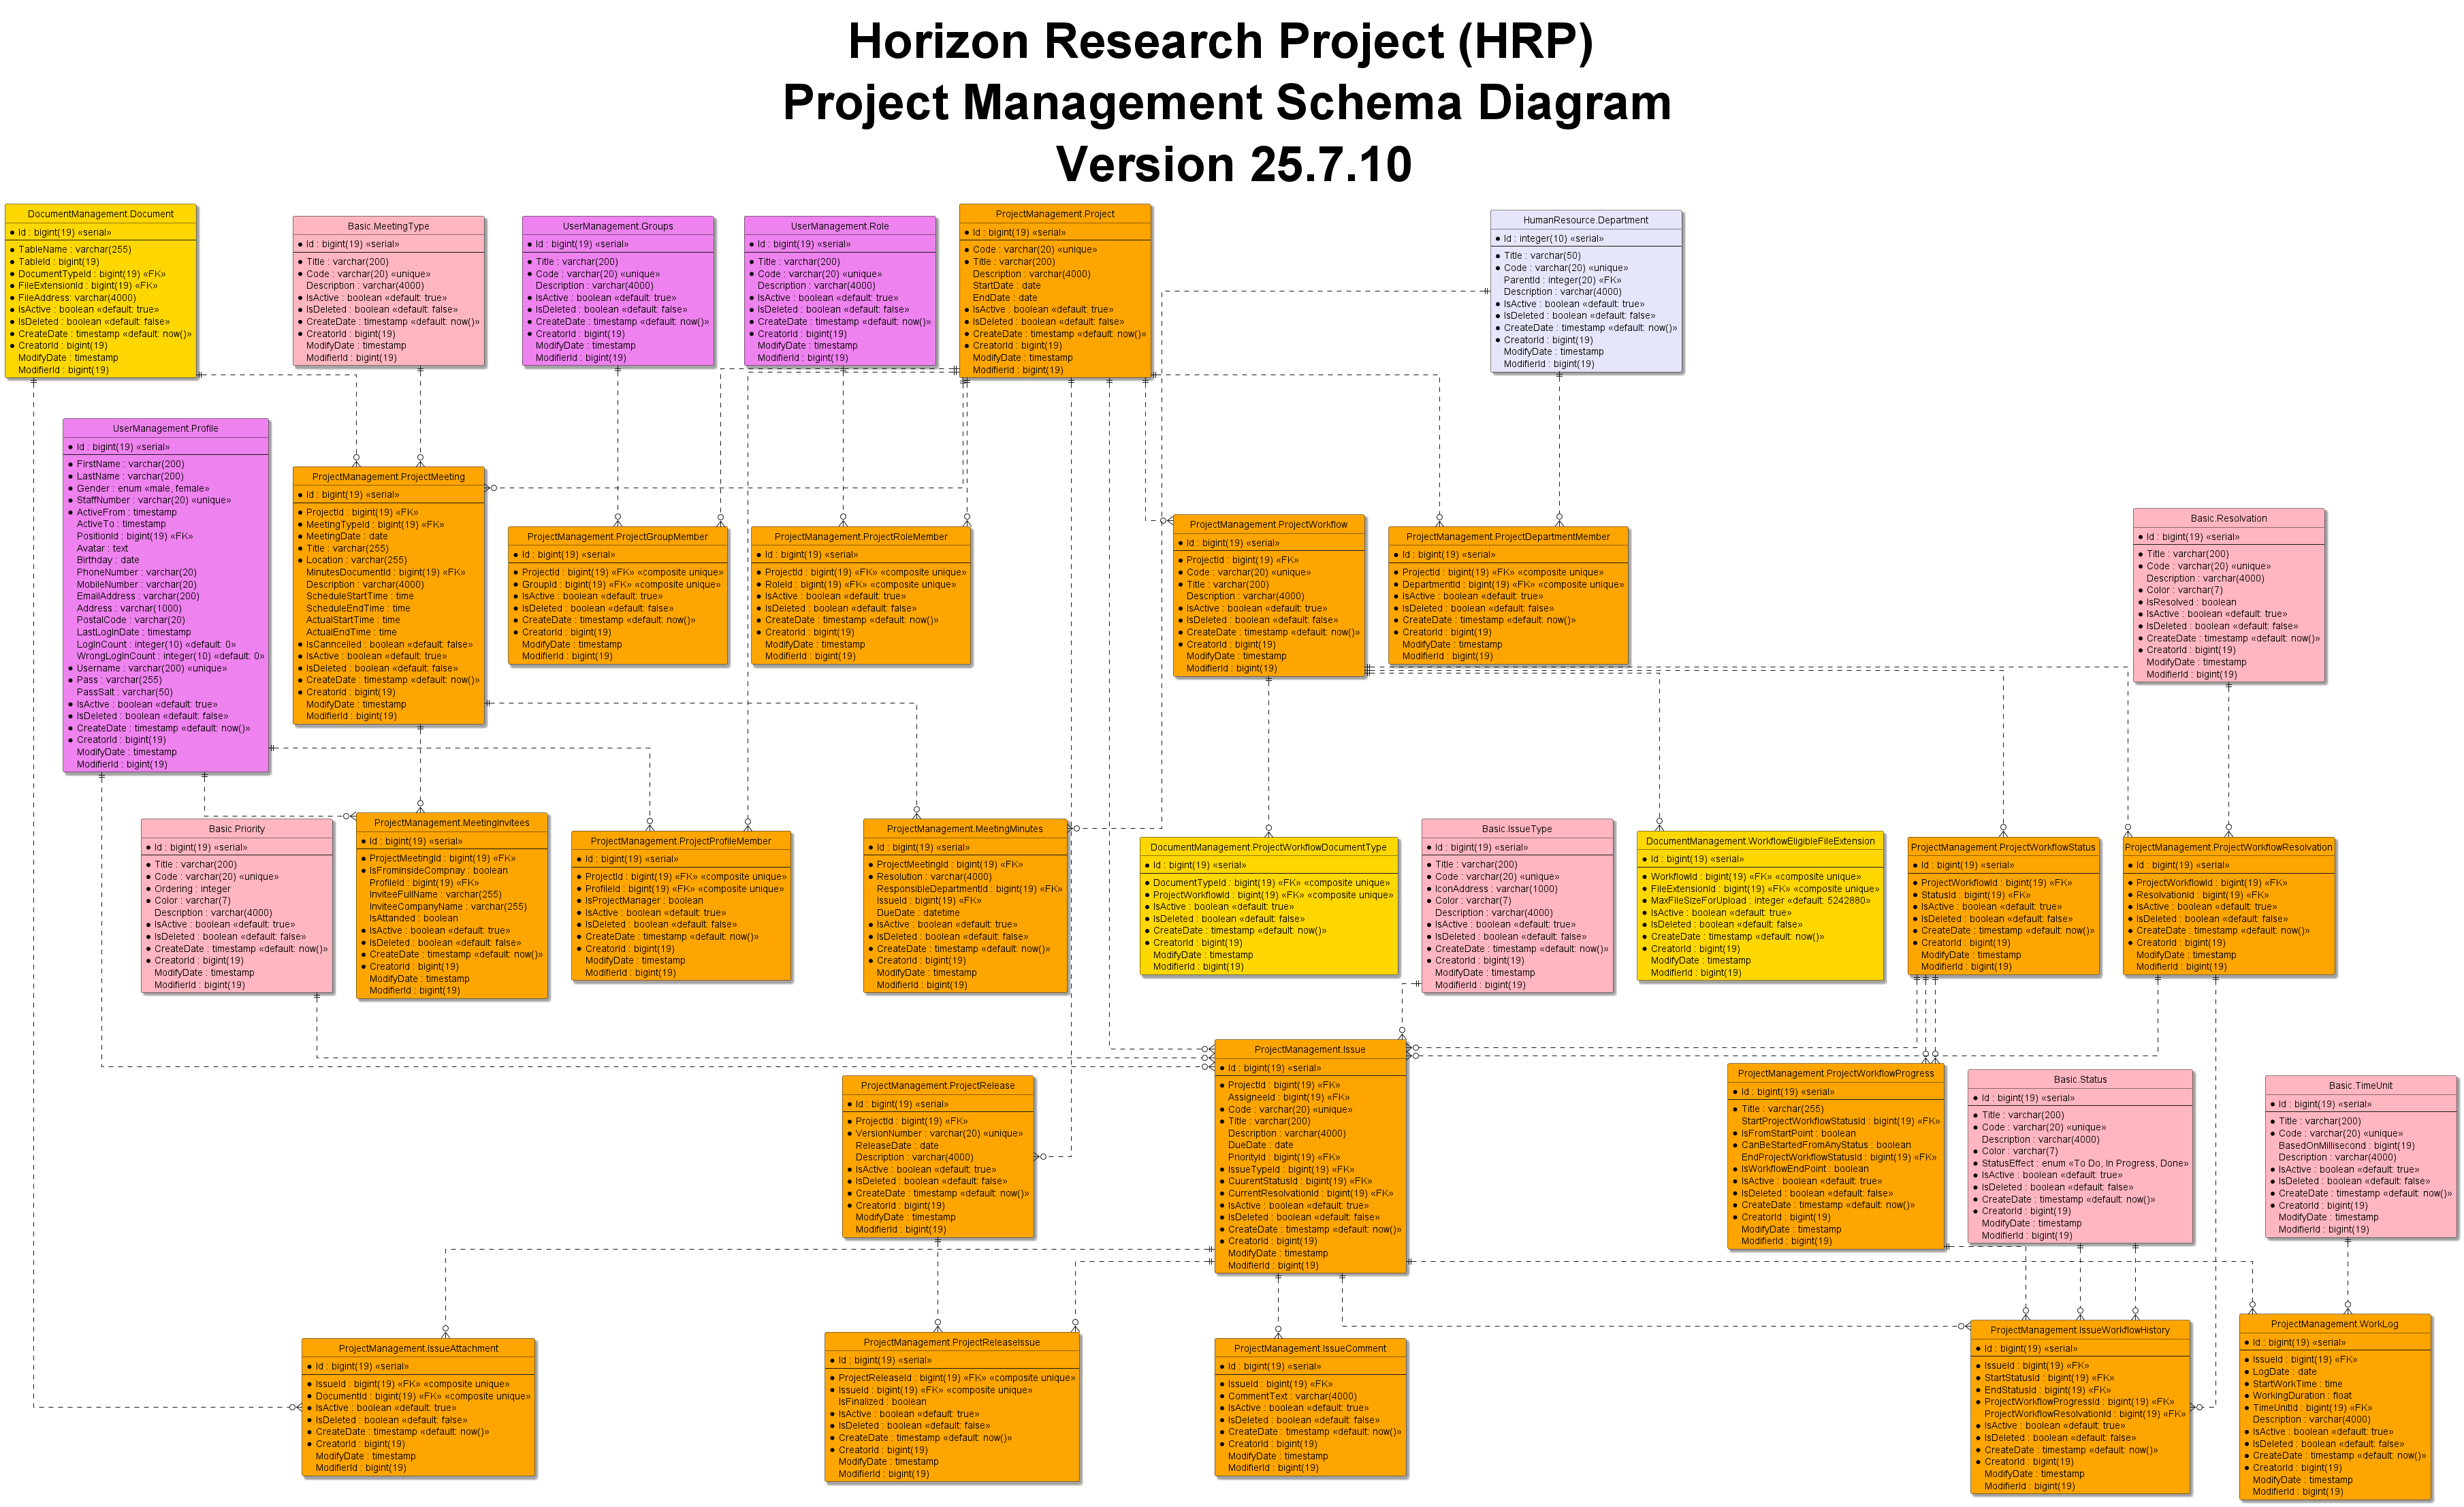 Horizon Research Project (HRP)
Project Management Schema Diagram
Version 25.7.10
DocumentManagement.Document
Id : bigint(19) «serial»
TableName : varchar(255)
TableId : bigint(19)
DocumentTypeId : bigint(19) «FK»
FileExtensionId : bigint(19) «FK»
FileAddress: varchar(4000)
IsActive : boolean «default: true»
IsDeleted : boolean «default: false»
CreateDate : timestamp «default: now()»
CreatorId : bigint(19)
ModifyDate : timestamp
ModifierId : bigint(19)
Basic.MeetingType
Id : bigint(19) «serial»
Title : varchar(200)
Code : varchar(20) «unique»
Description : varchar(4000)
IsActive : boolean «default: true»
IsDeleted : boolean «default: false»
CreateDate : timestamp «default: now()»
CreatorId : bigint(19)
ModifyDate : timestamp
ModifierId : bigint(19)
UserManagement.Groups
Id : bigint(19) «serial»
Title : varchar(200)
Code : varchar(20) «unique»
Description : varchar(4000)
IsActive : boolean «default: true»
IsDeleted : boolean «default: false»
CreateDate : timestamp «default: now()»
CreatorId : bigint(19)
ModifyDate : timestamp
ModifierId : bigint(19)
UserManagement.Role
Id : bigint(19) «serial»
Title : varchar(200)
Code : varchar(20) «unique»
Description : varchar(4000)
IsActive : boolean «default: true»
IsDeleted : boolean «default: false»
CreateDate : timestamp «default: now()»
CreatorId : bigint(19)
ModifyDate : timestamp
ModifierId : bigint(19)
ProjectManagement.Project
Id : bigint(19) «serial»
Code : varchar(20) «unique»
Title : varchar(200)
Description : varchar(4000)
StartDate : date
EndDate : date
IsActive : boolean «default: true»
IsDeleted : boolean «default: false»
CreateDate : timestamp «default: now()»
CreatorId : bigint(19)
ModifyDate : timestamp
ModifierId : bigint(19)
HumanResource.Department
Id : integer(10) «serial»
Title : varchar(50)
Code : varchar(20) «unique»
ParentId : integer(20) «FK»
Description : varchar(4000)
IsActive : boolean «default: true»
IsDeleted : boolean «default: false»
CreateDate : timestamp «default: now()»
CreatorId : bigint(19)
ModifyDate : timestamp
ModifierId : bigint(19)
UserManagement.Profile
Id : bigint(19) «serial»
FirstName : varchar(200)
LastName : varchar(200)
Gender : enum «male, female»
StaffNumber : varchar(20) «unique»
ActiveFrom : timestamp
ActiveTo : timestamp
PositionId : bigint(19) «FK»
Avatar : text
Birthday : date
PhoneNumber : varchar(20)
MobileNumber : varchar(20)
EmailAddress : varchar(200)
Address : varchar(1000)
PostalCode : varchar(20)
LastLogInDate : timestamp
LogInCount : integer(10) «default: 0»
WrongLogInCount : integer(10) «default: 0»
Username : varchar(200) «unique»
Pass : varchar(255)
PassSalt : varchar(50)
IsActive : boolean «default: true»
IsDeleted : boolean «default: false»
CreateDate : timestamp «default: now()»
CreatorId : bigint(19)
ModifyDate : timestamp
ModifierId : bigint(19)
ProjectManagement.ProjectMeeting
Id : bigint(19) «serial»
ProjectId : bigint(19) «FK»
MeetingTypeId : bigint(19) «FK»
MeetingDate : date
Title : varchar(255)
Location : varchar(255)
MinutesDocumentId : bigint(19) «FK»
Description : varchar(4000)
ScheduleStartTime : time
ScheduleEndTime : time
ActualStartTime : time
ActualEndTime : time
IsCanncelled : boolean «default: false»
IsActive : boolean «default: true»
IsDeleted : boolean «default: false»
CreateDate : timestamp «default: now()»
CreatorId : bigint(19)
ModifyDate : timestamp
ModifierId : bigint(19)
ProjectManagement.ProjectGroupMember
Id : bigint(19) «serial»
ProjectId : bigint(19) «FK» «composite unique»
GroupId : bigint(19) «FK» «composite unique»
IsActive : boolean «default: true»
IsDeleted : boolean «default: false»
CreateDate : timestamp «default: now()»
CreatorId : bigint(19)
ModifyDate : timestamp
ModifierId : bigint(19)
ProjectManagement.ProjectRoleMember
Id : bigint(19) «serial»
ProjectId : bigint(19) «FK» «composite unique»
RoleId : bigint(19) «FK» «composite unique»
IsActive : boolean «default: true»
IsDeleted : boolean «default: false»
CreateDate : timestamp «default: now()»
CreatorId : bigint(19)
ModifyDate : timestamp
ModifierId : bigint(19)
ProjectManagement.ProjectWorkflow
Id : bigint(19) «serial»
ProjectId : bigint(19) «FK»
Code : varchar(20) «unique»
Title : varchar(200)
Description : varchar(4000)
IsActive : boolean «default: true»
IsDeleted : boolean «default: false»
CreateDate : timestamp «default: now()»
CreatorId : bigint(19)
ModifyDate : timestamp
ModifierId : bigint(19)
ProjectManagement.ProjectDepartmentMember
Id : bigint(19) «serial»
ProjectId : bigint(19) «FK» «composite unique»
DepartmentId : bigint(19) «FK» «composite unique»
IsActive : boolean «default: true»
IsDeleted : boolean «default: false»
CreateDate : timestamp «default: now()»
CreatorId : bigint(19)
ModifyDate : timestamp
ModifierId : bigint(19)
Basic.Resolvation
Id : bigint(19) «serial»
Title : varchar(200)
Code : varchar(20) «unique»
Description : varchar(4000)
Color : varchar(7)
IsResolved : boolean
IsActive : boolean «default: true»
IsDeleted : boolean «default: false»
CreateDate : timestamp «default: now()»
CreatorId : bigint(19)
ModifyDate : timestamp
ModifierId : bigint(19)
Basic.Priority
Id : bigint(19) «serial»
Title : varchar(200)
Code : varchar(20) «unique»
Ordering : integer
Color : varchar(7)
Description : varchar(4000)
IsActive : boolean «default: true»
IsDeleted : boolean «default: false»
CreateDate : timestamp «default: now()»
CreatorId : bigint(19)
ModifyDate : timestamp
ModifierId : bigint(19)
ProjectManagement.MeetingInvitees
Id : bigint(19) «serial»
ProjectMeetingId : bigint(19) «FK»
IsFromInsideCompnay : boolean
ProfileId : bigint(19) «FK»
InviteeFullName : varchar(255)
InviteeCompanyName : varchar(255)
IsAttanded : boolean
IsActive : boolean «default: true»
IsDeleted : boolean «default: false»
CreateDate : timestamp «default: now()»
CreatorId : bigint(19)
ModifyDate : timestamp
ModifierId : bigint(19)
ProjectManagement.ProjectProfileMember
Id : bigint(19) «serial»
ProjectId : bigint(19) «FK» «composite unique»
ProfileId : bigint(19) «FK» «composite unique»
IsProjectManager : boolean
IsActive : boolean «default: true»
IsDeleted : boolean «default: false»
CreateDate : timestamp «default: now()»
CreatorId : bigint(19)
ModifyDate : timestamp
ModifierId : bigint(19)
ProjectManagement.MeetingMinutes
Id : bigint(19) «serial»
ProjectMeetingId : bigint(19) «FK»
Resolution : varchar(4000)
ResponsibleDepartmentId : bigint(19) «FK»
IssueId : bigint(19) «FK»
DueDate : datetime
IsActive : boolean «default: true»
IsDeleted : boolean «default: false»
CreateDate : timestamp «default: now()»
CreatorId : bigint(19)
ModifyDate : timestamp
ModifierId : bigint(19)
DocumentManagement.ProjectWorkflowDocumentType
Id : bigint(19) «serial»
DocumentTypeId : bigint(19) «FK» «composite unique»
ProjectWorkflowId : bigint(19) «FK» «composite unique»
IsActive : boolean «default: true»
IsDeleted : boolean «default: false»
CreateDate : timestamp «default: now()»
CreatorId : bigint(19)
ModifyDate : timestamp
ModifierId : bigint(19)
Basic.IssueType
Id : bigint(19) «serial»
Title : varchar(200)
Code : varchar(20) «unique»
IconAddress : varchar(1000)
Color : varchar(7)
Description : varchar(4000)
IsActive : boolean «default: true»
IsDeleted : boolean «default: false»
CreateDate : timestamp «default: now()»
CreatorId : bigint(19)
ModifyDate : timestamp
ModifierId : bigint(19)
DocumentManagement.WorkflowEligibleFileExtension
Id : bigint(19) «serial»
WorkflowId : bigint(19) «FK» «composite unique»
FileExtensionId : bigint(19) «FK» «composite unique»
MaxFileSizeForUpload : integer «default: 5242880»
IsActive : boolean «default: true»
IsDeleted : boolean «default: false»
CreateDate : timestamp «default: now()»
CreatorId : bigint(19)
ModifyDate : timestamp
ModifierId : bigint(19)
ProjectManagement.ProjectWorkflowStatus
Id : bigint(19) «serial»
ProjectWorkflowId : bigint(19) «FK»
StatusId : bigint(19) «FK»
IsActive : boolean «default: true»
IsDeleted : boolean «default: false»
CreateDate : timestamp «default: now()»
CreatorId : bigint(19)
ModifyDate : timestamp
ModifierId : bigint(19)
ProjectManagement.ProjectWorkflowResolvation
Id : bigint(19) «serial»
ProjectWorkflowId : bigint(19) «FK»
ResolvationId : bigint(19) «FK»
IsActive : boolean «default: true»
IsDeleted : boolean «default: false»
CreateDate : timestamp «default: now()»
CreatorId : bigint(19)
ModifyDate : timestamp
ModifierId : bigint(19)
ProjectManagement.ProjectRelease
Id : bigint(19) «serial»
ProjectId : bigint(19) «FK»
VersionNumber : varchar(20) «unique»
ReleaseDate : date
Description : varchar(4000)
IsActive : boolean «default: true»
IsDeleted : boolean «default: false»
CreateDate : timestamp «default: now()»
CreatorId : bigint(19)
ModifyDate : timestamp
ModifierId : bigint(19)
ProjectManagement.Issue
Id : bigint(19) «serial»
ProjectId : bigint(19) «FK»
AssigneeId : bigint(19) «FK»
Code : varchar(20) «unique»
Title : varchar(200)
Description : varchar(4000)
DueDate : date
PriorityId : bigint(19) «FK»
IssueTypeId : bigint(19) «FK»
CuurentStatusId : bigint(19) «FK»
CurrentResolvationId : bigint(19) «FK»
IsActive : boolean «default: true»
IsDeleted : boolean «default: false»
CreateDate : timestamp «default: now()»
CreatorId : bigint(19)
ModifyDate : timestamp
ModifierId : bigint(19)
ProjectManagement.ProjectWorkflowProgress
Id : bigint(19) «serial»
Title : varchar(255)
StartProjectWorkflowStatusId : bigint(19) «FK»
IsFromStartPoint : boolean
CanBeStartedFromAnyStatus : boolean
EndProjectWorkflowStatusId : bigint(19) «FK»
IsWorkflowEndPoint : boolean
IsActive : boolean «default: true»
IsDeleted : boolean «default: false»
CreateDate : timestamp «default: now()»
CreatorId : bigint(19)
ModifyDate : timestamp
ModifierId : bigint(19)
Basic.Status
Id : bigint(19) «serial»
Title : varchar(200)
Code : varchar(20) «unique»
Description : varchar(4000)
Color : varchar(7)
StatusEffect : enum «To Do, In Progress, Done»
IsActive : boolean «default: true»
IsDeleted : boolean «default: false»
CreateDate : timestamp «default: now()»
CreatorId : bigint(19)
ModifyDate : timestamp
ModifierId : bigint(19)
Basic.TimeUnit
Id : bigint(19) «serial»
Title : varchar(200)
Code : varchar(20) «unique»
BasedOnMillisecond : bigint(19)
Description : varchar(4000)
IsActive : boolean «default: true»
IsDeleted : boolean «default: false»
CreateDate : timestamp «default: now()»
CreatorId : bigint(19)
ModifyDate : timestamp
ModifierId : bigint(19)
ProjectManagement.IssueAttachment
Id : bigint(19) «serial»
IssueId : bigint(19) «FK» «composite unique»
DocumentId : bigint(19) «FK» «composite unique»
IsActive : boolean «default: true»
IsDeleted : boolean «default: false»
CreateDate : timestamp «default: now()»
CreatorId : bigint(19)
ModifyDate : timestamp
ModifierId : bigint(19)
ProjectManagement.ProjectReleaseIssue
Id : bigint(19) «serial»
ProjectReleaseId : bigint(19) «FK» «composite unique»
IssueId : bigint(19) «FK» «composite unique»
IsFinalized : boolean
IsActive : boolean «default: true»
IsDeleted : boolean «default: false»
CreateDate : timestamp «default: now()»
CreatorId : bigint(19)
ModifyDate : timestamp
ModifierId : bigint(19)
ProjectManagement.IssueComment
Id : bigint(19) «serial»
IssueId : bigint(19) «FK»
CommentText : varchar(4000)
IsActive : boolean «default: true»
IsDeleted : boolean «default: false»
CreateDate : timestamp «default: now()»
CreatorId : bigint(19)
ModifyDate : timestamp
ModifierId : bigint(19)
ProjectManagement.IssueWorkflowHistory
Id : bigint(19) «serial»
IssueId : bigint(19) «FK»
StartStatusId : bigint(19) «FK»
EndStatusId : bigint(19) «FK»
ProjectWorkflowProgressId : bigint(19) «FK»
ProjectWorkflowResolvationId : bigint(19) «FK»
IsActive : boolean «default: true»
IsDeleted : boolean «default: false»
CreateDate : timestamp «default: now()»
CreatorId : bigint(19)
ModifyDate : timestamp
ModifierId : bigint(19)
ProjectManagement.WorkLog
Id : bigint(19) «serial»
IssueId : bigint(19) «FK»
LogDate : date
StartWorkTime : time
WorkingDuration : float
TimeUnitId : bigint(19) «FK»
Description : varchar(4000)
IsActive : boolean «default: true»
IsDeleted : boolean «default: false»
CreateDate : timestamp «default: now()»
CreatorId : bigint(19)
ModifyDate : timestamp
ModifierId : bigint(19)